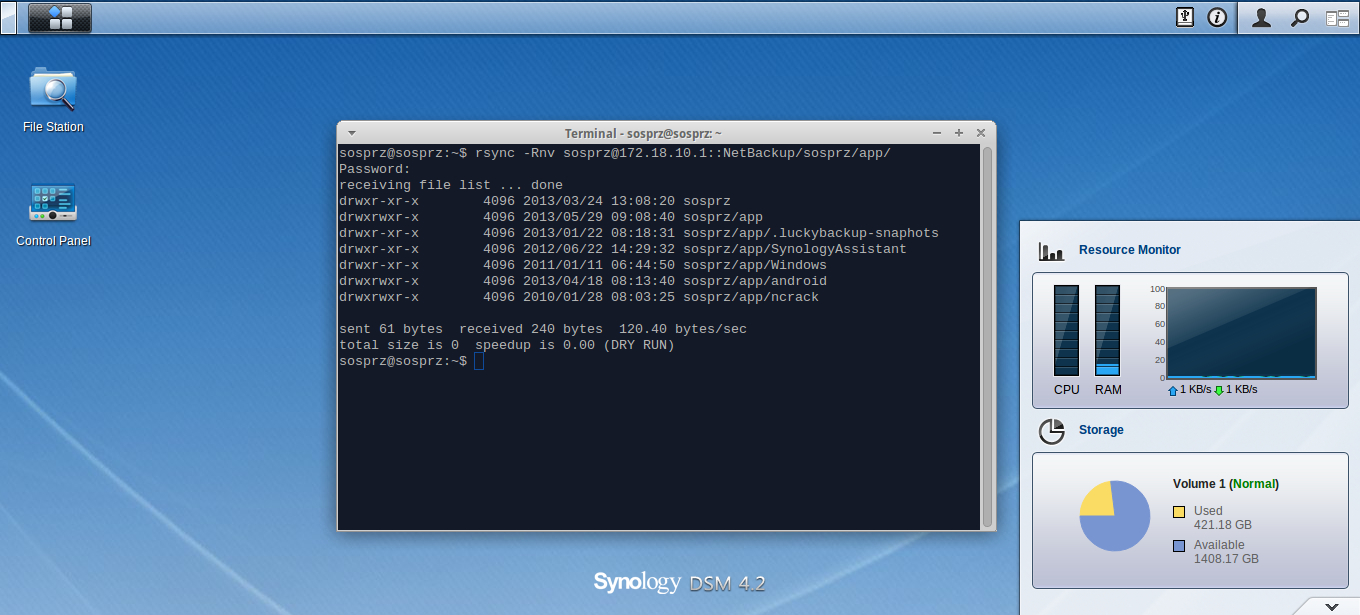 File Station
Control Panel
Terminal - sosprz@sosprz: ~
sosprz@sosprz:~$ rsync -Rnv sosprz@172.18.10.1::NetBackup/sosprz/app/
Password:
receiving file list ... done
drwxr-xr-x        4096 2013/03/24 13:08:20 sosprz
drwxrwxr-x        4096 2013/05/29 09:08:40 sosprz/app
drwxr-xr-x        4096 2013/01/22 08:18:31 sosprz/app/.luckybackup-snaphots
drwxr-xr-x        4096 2012/06/22 14:29:32 sosprz/app/SynologyAssistant
drwxr-xr-x        4096 2011/01/11 06:44:50 sosprz/app/Windows
drwxrwxr-x        4096 2013/04/18 08:13:40 sosprz/app/android
drwxrwxr-x        4096 2010/01/28 08:03:25 sosprz/app/ncrack
sent 61 bytes  received 240 bytes  120.40 bytes/sec
total size is 0  speedup is 0.00 (DRY RUN)
sosprz@sosprz:~$
Resource Monitor
100
80
60
40
20
0
CPU RAM
1 KB/s 1 KB/s
Storage
Volume 1 (Normal)
Used
421.18 GB
Available
1408.17 GB
Synology DSM 4.2